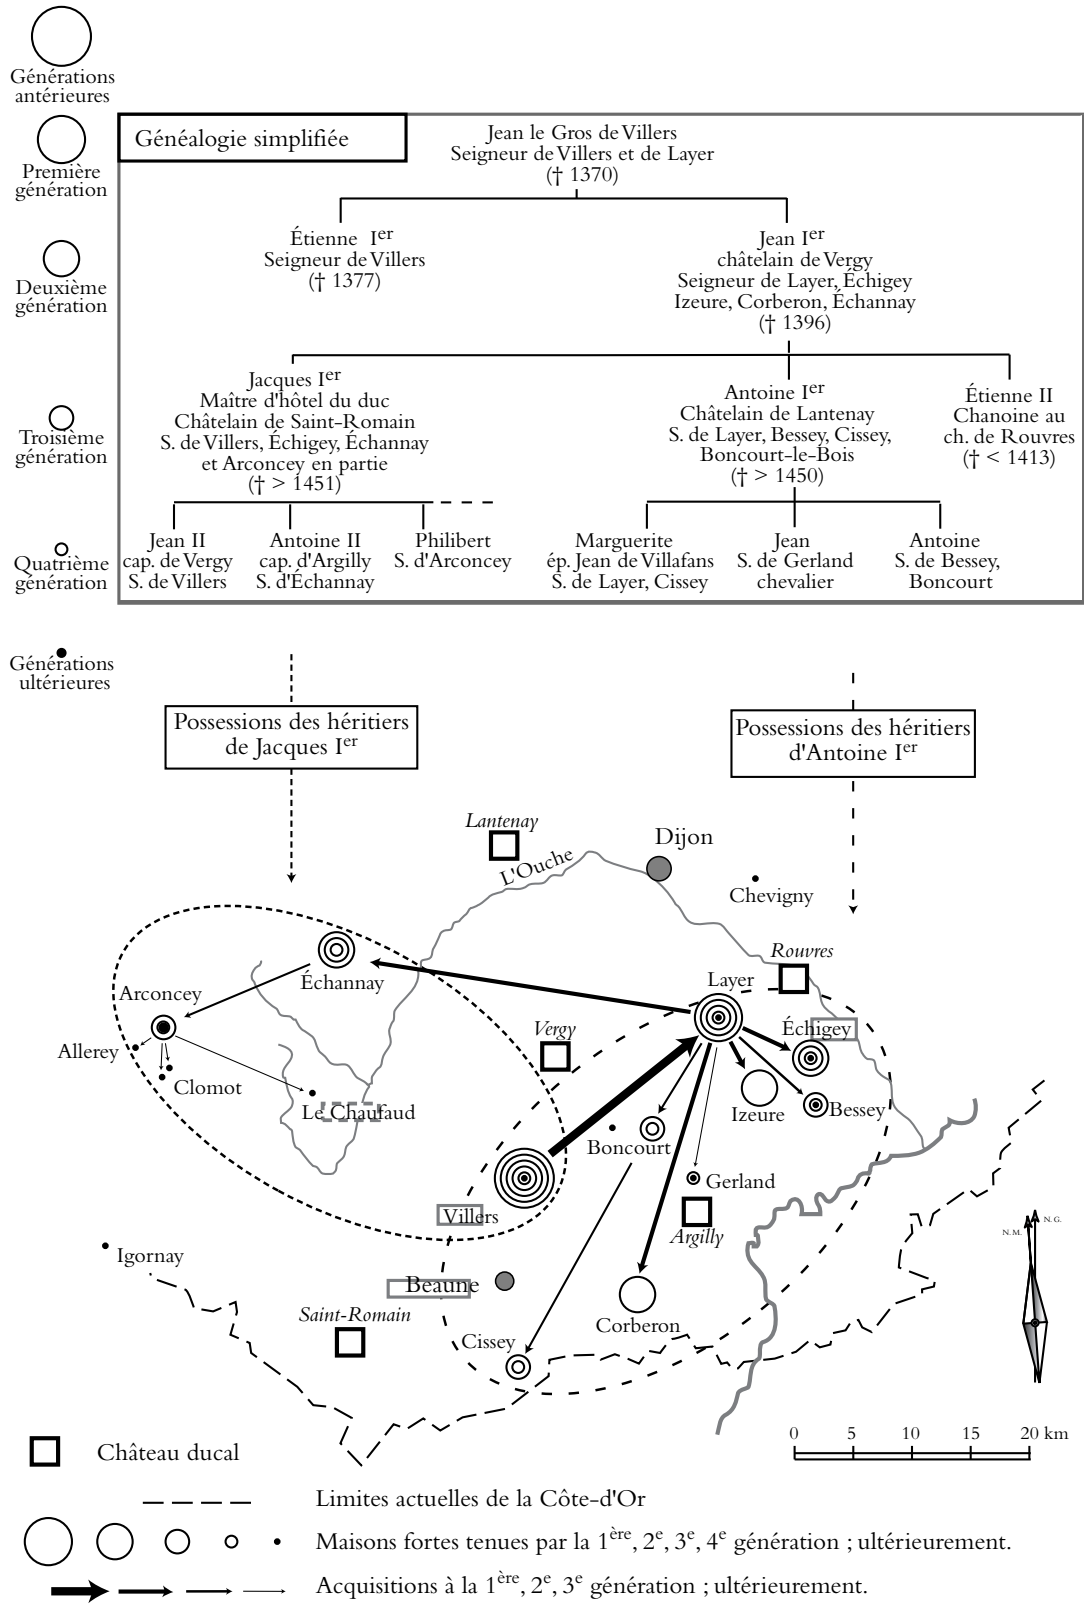 Générations
antérieures
Première
génération
Deuxième
génération
Troisième
génération
Quatrième
génération
Générations
ultérieures
Généalogie simplifiée
Jean le Gros de Villers
Seigneur de Villers et de Layer
(† 1370)
Étienne Ier
Seigneur de Villers
(† 1377)
Jean Ier
châtelain de Vergy
Seigneur de Layer, Échigey
Izeure, Corberon, Échannay
(† 1396)
Jacques Ier
Maître d'hôtel du duc
Châtelain de Saint-Romain
S. de Villers, Échigey, Échannay
et Arconcey en partie
(† > 1451)
Antoine Ier
Châtelain de Lantenay
S. de Layer, Bessey, Cissey,
Boncourt-le-Bois
(† > 1450)
Étienne II
Chanoine au
ch. de Rouvres
(† < 1413)
Jean II
cap. de Vergy
S. de Villers
Antoine II
cap. d'Argilly
S. d'Échannay
Philibert
S. d'Arconcey
Marguerite
ép. Jean de Villafans
S. de Layer, Cissey
Jean
S. de Gerland
chevalier
Antoine
S. de Bessey,
Boncourt
Possessions des héritiers
de Jacques Ier
Possessions des héritiers
d'Antoine Ier
Lantenay
Dijon
L'Ouche
Chevigny
Rouvres
Layer
Échannay
Arconcey
Vergy
Échigey
Allerey
Clomot
Le Chaufaud
Izeure
Bessey
Boncourt
Gerland
Villers
Argilly
N.M.
N.G.
Igornay
Beaune
Saint-Romain
Corberon
Cissey
0 5 10 15 20 km
Château ducal
Limites actuelles de la Côte-d'Or
Maisons fortes tenues par la 1ère, 2e, 3e, 4e génération ; ultérieurement.
Acquisitions à la 1ère, 2e, 3e génération ; ultérieurement.